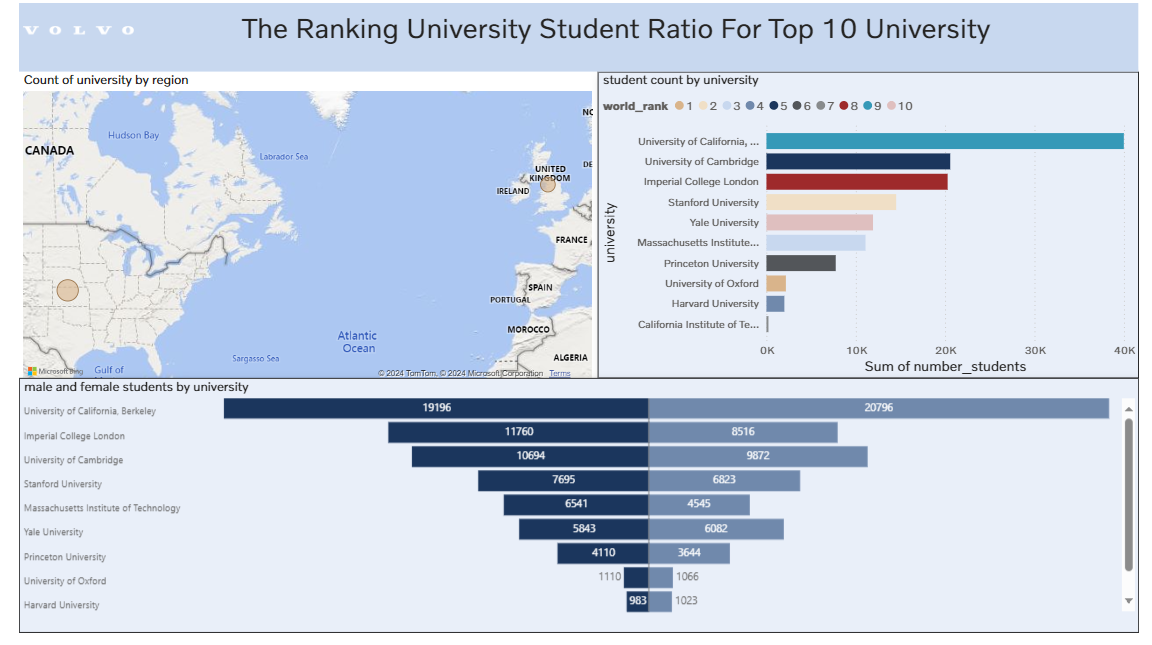 VOLVO
The Ranking University Student Ratio For Top 10 University
Count of university by region
Hudson Bay
CANADA
Labrador Sea
NC
UNITED
KINGDOM
DE
IRELAND
FRANCE
SPAIN
PORTUGAL
Atlantic
Ocean
MOROCCO
Sargasso Sea
ALGERIA
Gulf of
Microsoft Bing
© 2024 TomTom, © 2024 Microsoft Corporation Terms
student count by university
world_rank 1 2 3 4 5 6 7 8 9 10
university
University of California, ...
University of Cambridge
Imperial College London
Stanford University
Yale University
Massachusetts Institute...
Princeton University
University of Oxford
Harvard University
California Institute of Te...
0K 10K 20K 30K 40K
Sum of number_students
male and female students by university
University of California, Berkeley 19196 20796
Imperial College London 11760 8516
University of Cambridge 10694 9872
Stanford University 7695 6823
Massachusetts Institute of Technology 6541 4545
Yale University 5843 6082
Princeton University 4110 3644
University of Oxford 1110 1066
Harvard University 983 1023